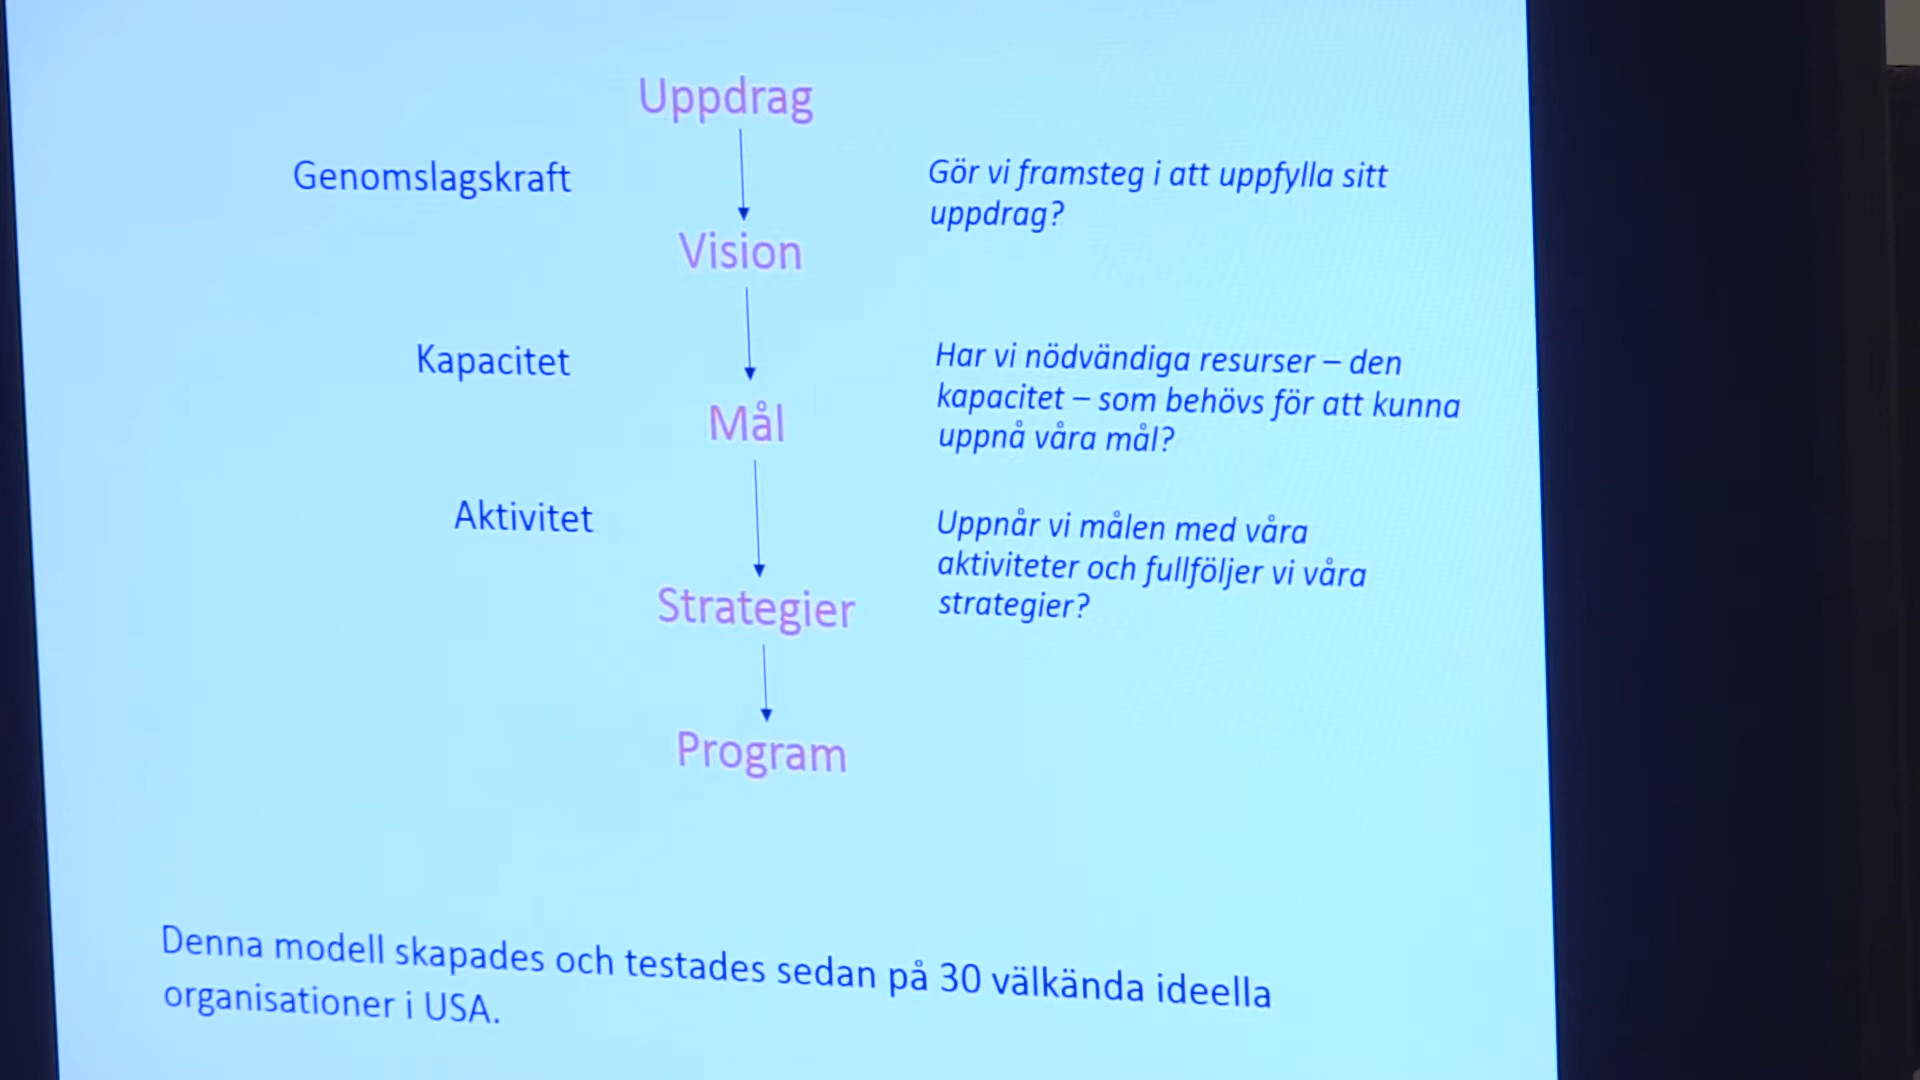 Uppdrag
Genomslagskraft
Gör vi framsteg i att uppfylla sitt
uppdrag?
Vision
Kapacitet
Har vi nödvändiga resurser – den
kapacitet – som behövs för att kunna
uppnå våra mål?
Mål
Aktivitet
Uppnår vi målen med våra
aktiviteter och fullföljer vi våra
strategier?
Strategier
Program
Denna modell skapades och testades sedan på 30 välkända ideella
organisationer i USA.